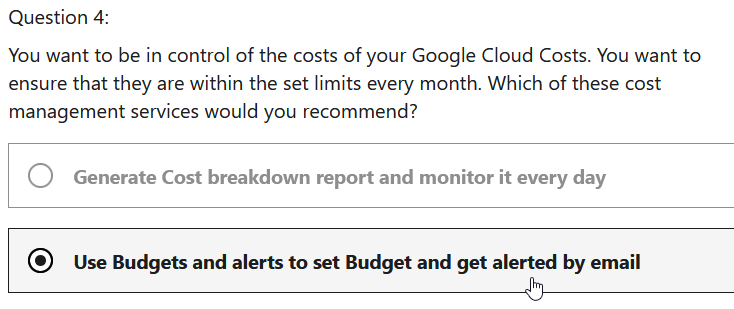 Question 4:
You want to be in control of the costs of your Google Cloud Costs. You want to
ensure that they are within the set limits every month. Which of these cost
management services would you recommend?
Generate Cost breakdown report and monitor it every day
Use Budgets and alerts to set Budget and get alerted by email